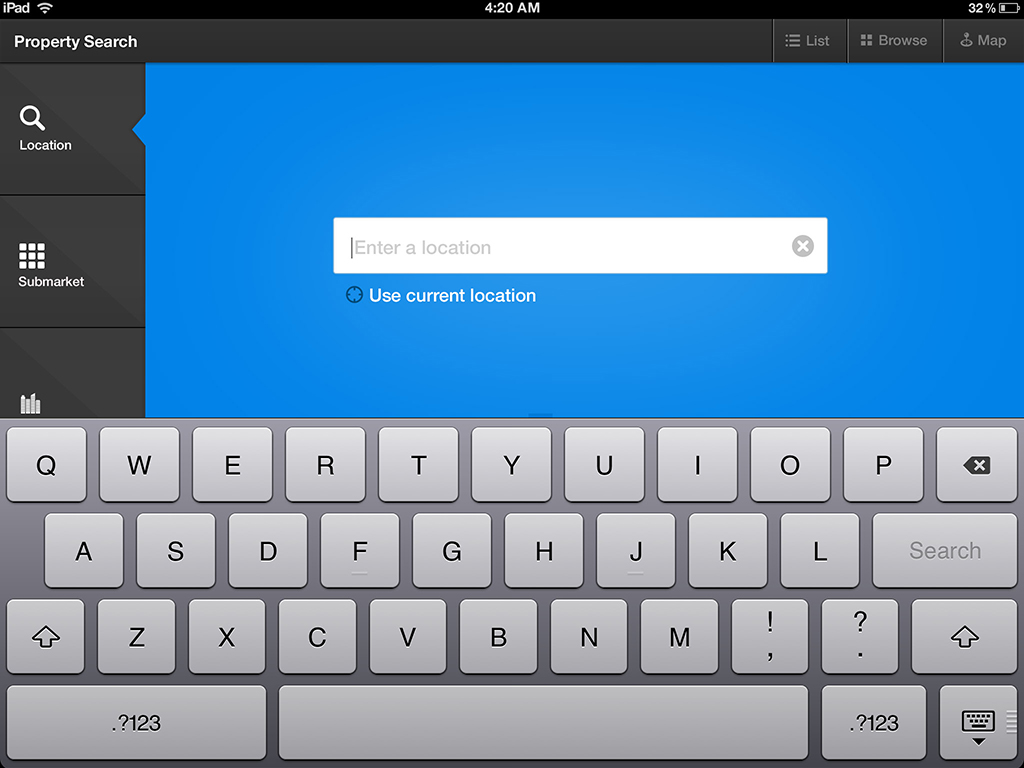 iPad 4:20 AM 32%
Property Search List Browse Map
Location
Enter a location
Submarket
Use current location
Q W E R T Y U I O P
A S D F G H J K L Search
Z X C V B N M ! , ? .
.?123 .?123